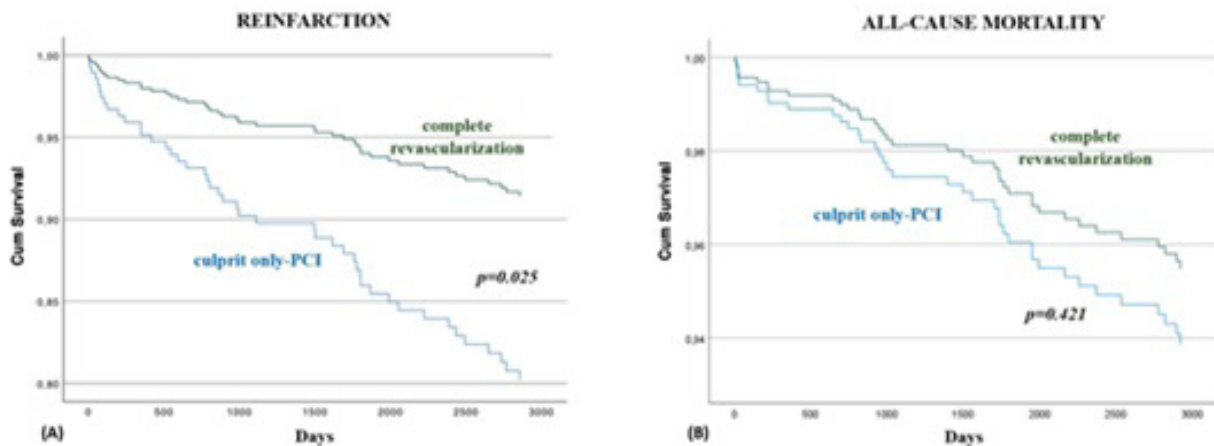 REINFARCTION
1,00
0,95
0,90
0,85
0,80
Cum Survival
complete
revascularization
culprit only-PCI
p=0.025
0
500
1000
1500
2000
2500
3000
(A)
Days
ALL-CAUSE MORTALITY
1,00
0,98
0,96
0,94
Cum Survival
complete
revascularization
culprit only-PCI
p=0.421
0
500
1000
1500
2000
2500
3000
(B)
Days